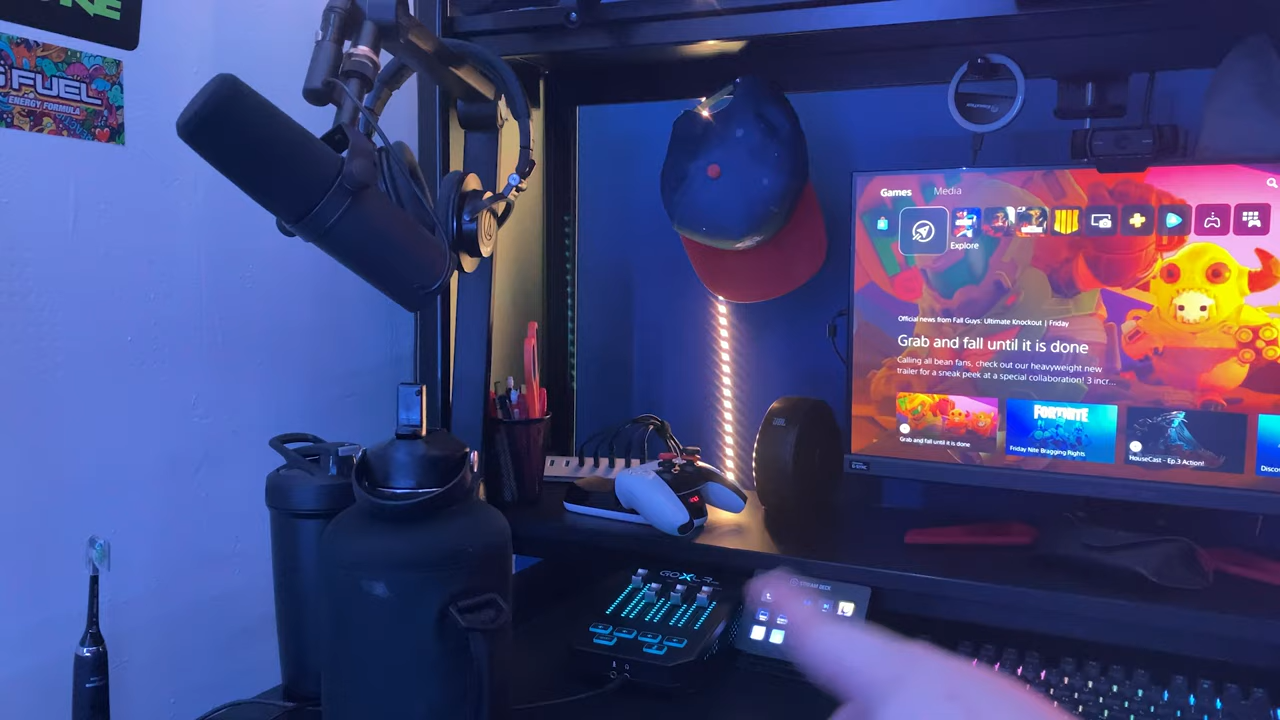 G FUEL
ENERGY FORMULA
Games
Media
Explore
Official news from Fall Guys: Ultimate Knockout | Friday
Grab and fall until it is done
Calling all bean fans, check out our heavyweight new
trailer for a sneak peek at a special collaboration! 3 incr...
Grab and fall until it is done
FORTNITE
Friday Nite Bragging Rights
HouseCast - Ep.3 Action!
Disco
JBL
GOXLR
STREAM DECK